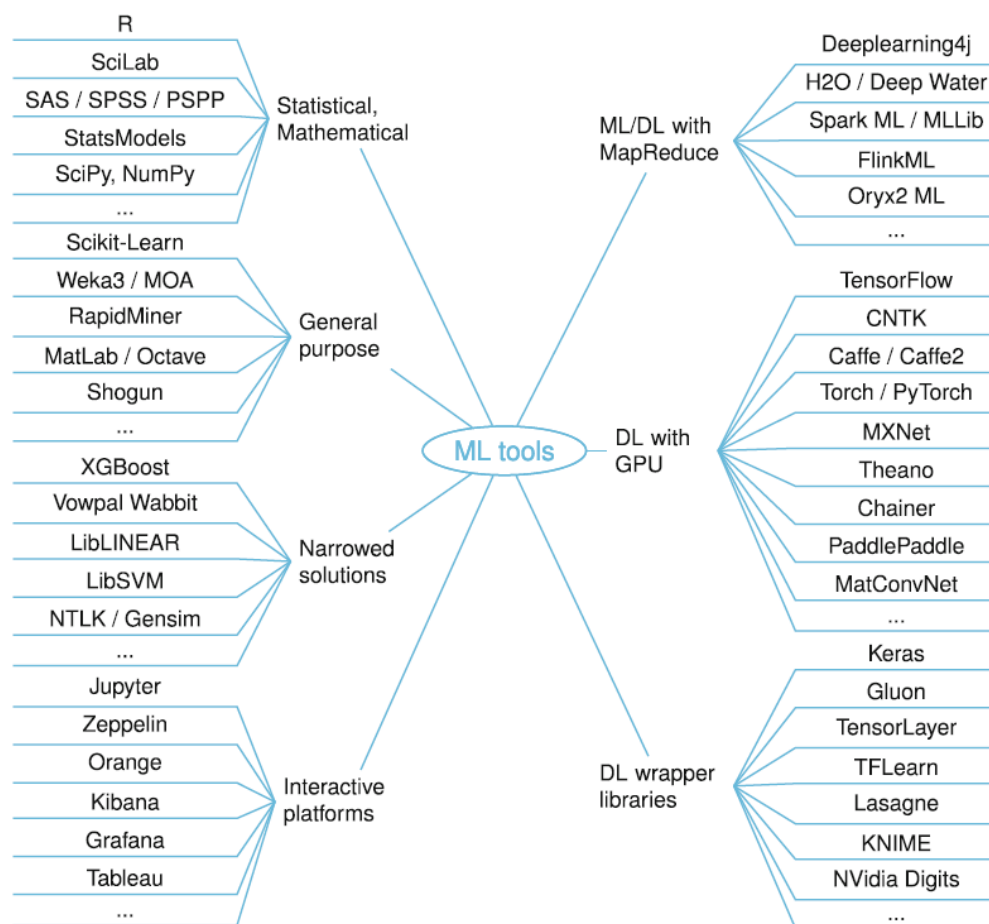 R
SciLab
SAS / SPSS / PSPP
StatsModels
SciPy, NumPy
...
Statistical,
Mathematical
Scikit-Learn
Weka3 / MOA
RapidMiner
MatLab / Octave
Shogun
...
General
purpose
XGBoost
Vowpal Wabbit
LibLINEAR
LibSVM
NTLK / Gensim
...
Narrowed
solutions
Jupyter
Zeppelin
Orange
Kibana
Grafana
Tableau
...
Interactive
platforms
ML tools
ML/DL with
MapReduce
Deeplearning4j
H2O / Deep Water
Spark ML / MLLib
FlinkML
Oryx2 ML
...
DL with
GPU
TensorFlow
CNTK
Caffe / Caffe2
Torch / PyTorch
MXNet
Theano
Chainer
PaddlePaddle
MatConvNet
...
DL wrapper
libraries
Keras
Gluon
TensorLayer
TFLearn
Lasagne
KNIME
NVidia Digits
...